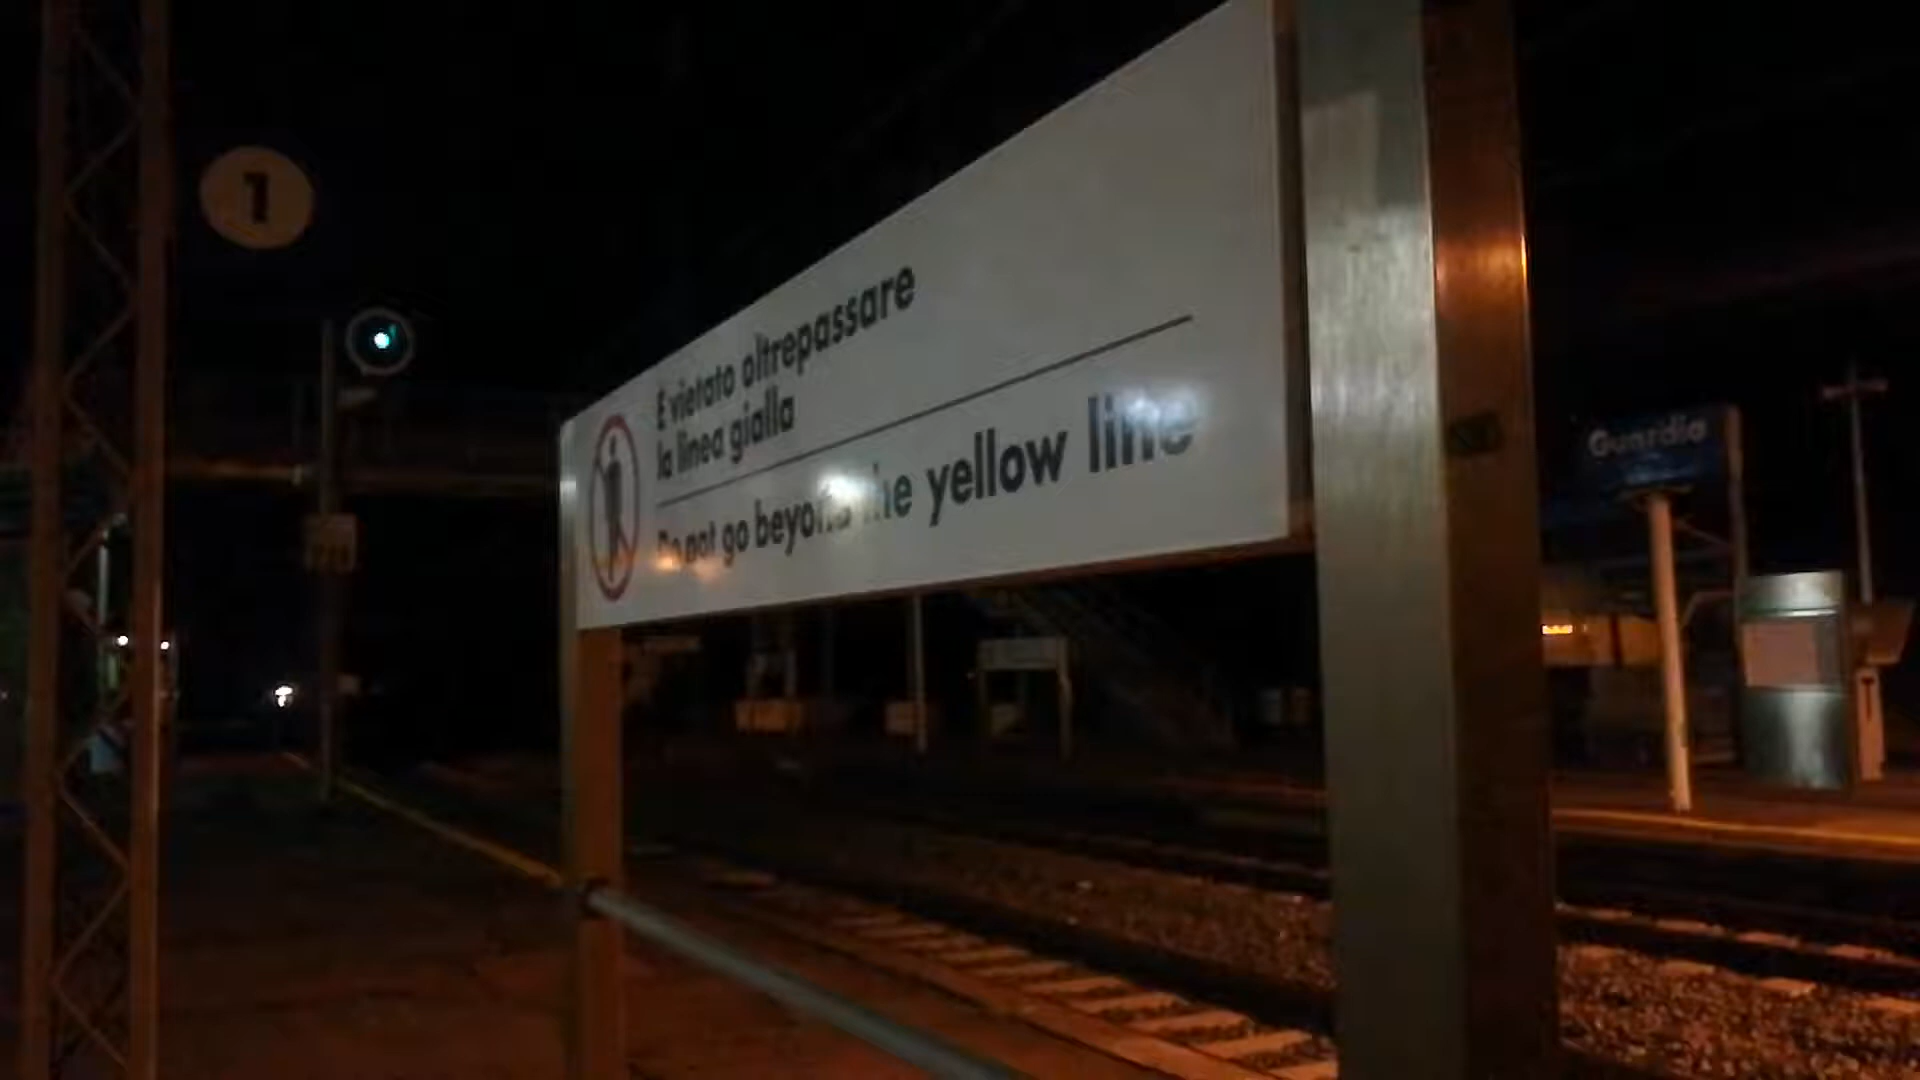 1
È vietato oltrepassare
la linea gialla
Do not go beyond the yellow line
Guardia